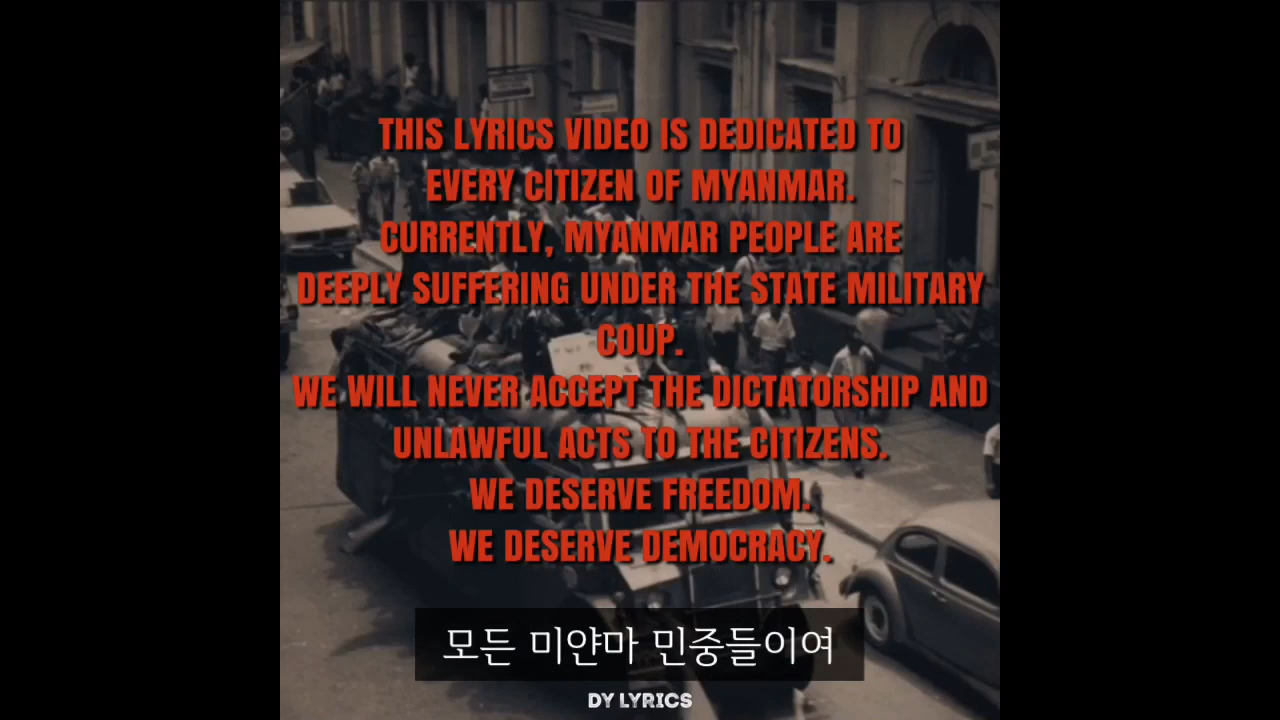 THIS LYRICS VIDEO IS DEDICATED TO
EVERY CITIZEN OF MYANMAR.
CURRENTLY, MYANMAR PEOPLE ARE
DEEPLY SUFFERING UNDER THE STATE MILITARY
COUP.
WE WILL NEVER ACCEPT THE DICTATORSHIP AND
UNLAWFUL ACTS TO THE CITIZENS.
WE DESERVE FREEDOM.
WE DESERVE DEMOCRACY.
모든 미얀마 민중들이여
DY LYRICS